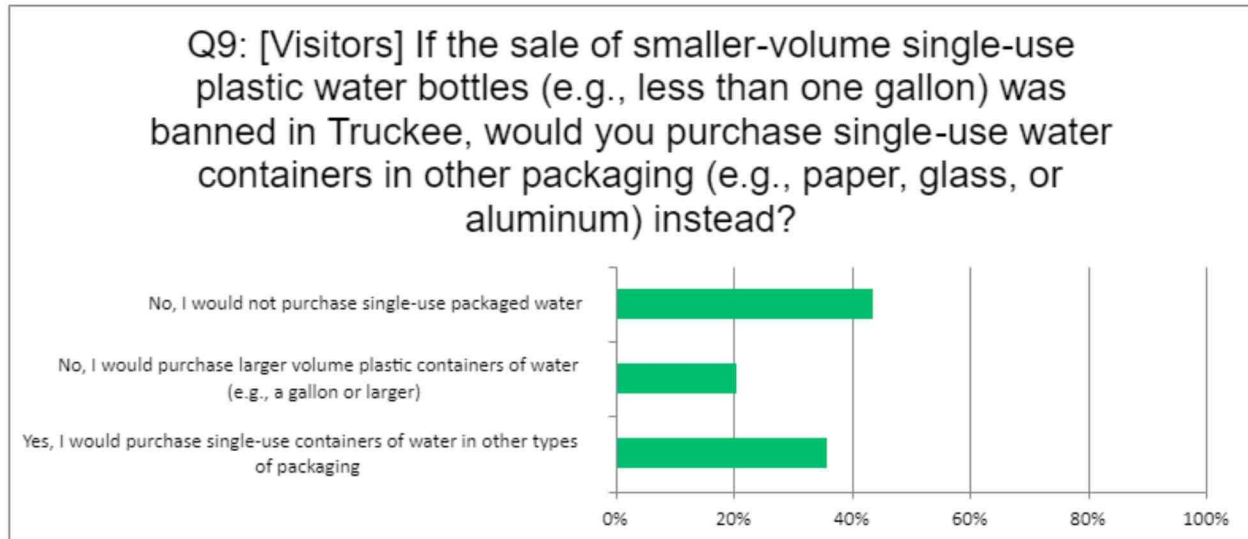 Q9: [Visitors] If the sale of smaller-volume single-use
plastic water bottles (e.g., less than one gallon) was
banned in Truckee, would you purchase single-use water
containers in other packaging (e.g., paper, glass, or
aluminum) instead?
No, I would not purchase single-use packaged water
No, I would purchase larger volume plastic containers of water
(e.g., a gallon or larger)
Yes, I would purchase single-use containers of water in other types
of packaging
0% 20% 40% 60% 80% 100%